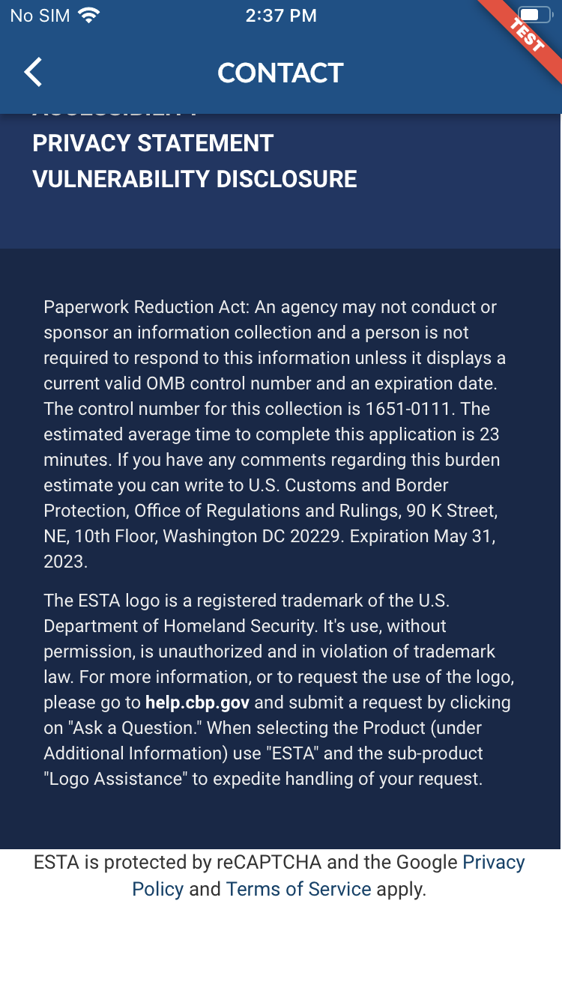 No SIM 2:37 PM
TEST
CONTACT
ACCESSIBILITY
PRIVACY STATEMENT
VULNERABILITY DISCLOSURE
Paperwork Reduction Act: An agency may not conduct or
sponsor an information collection and a person is not
required to respond to this information unless it displays a
current valid OMB control number and an expiration date.
The control number for this collection is 1651-0111. The
estimated average time to complete this application is 23
minutes. If you have any comments regarding this burden
estimate you can write to U.S. Customs and Border
Protection, Office of Regulations and Rulings, 90 K Street,
NE, 10th Floor, Washington DC 20229. Expiration May 31,
2023.
The ESTA logo is a registered trademark of the U.S.
Department of Homeland Security. It's use, without
permission, is unauthorized and in violation of trademark
law. For more information, or to request the use of the logo,
please go to help.cbp.gov and submit a request by clicking
on "Ask a Question." When selecting the Product (under
Additional Information) use "ESTA" and the sub-product
"Logo Assistance" to expedite handling of your request.
ESTA is protected by reCAPTCHA and the Google Privacy
Policy and Terms of Service apply.